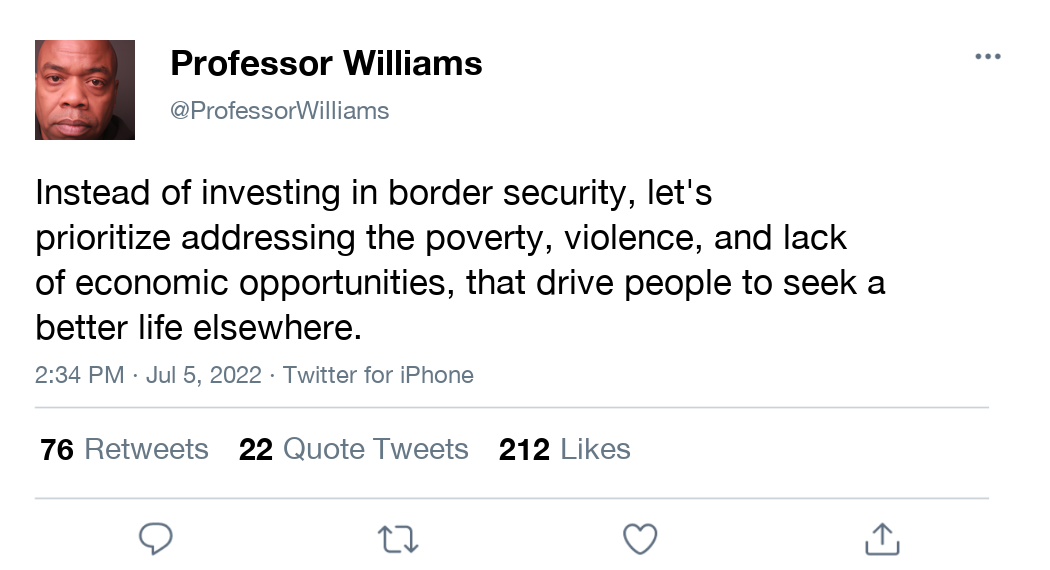 Professor Williams
@ProfessorWilliams
Instead of investing in border security, let's
prioritize addressing the poverty, violence, and lack
of economic opportunities, that drive people to seek a
better life elsewhere.
2:34 PM · Jul 5, 2022 · Twitter for iPhone
76 Retweets 22 Quote Tweets 212 Likes